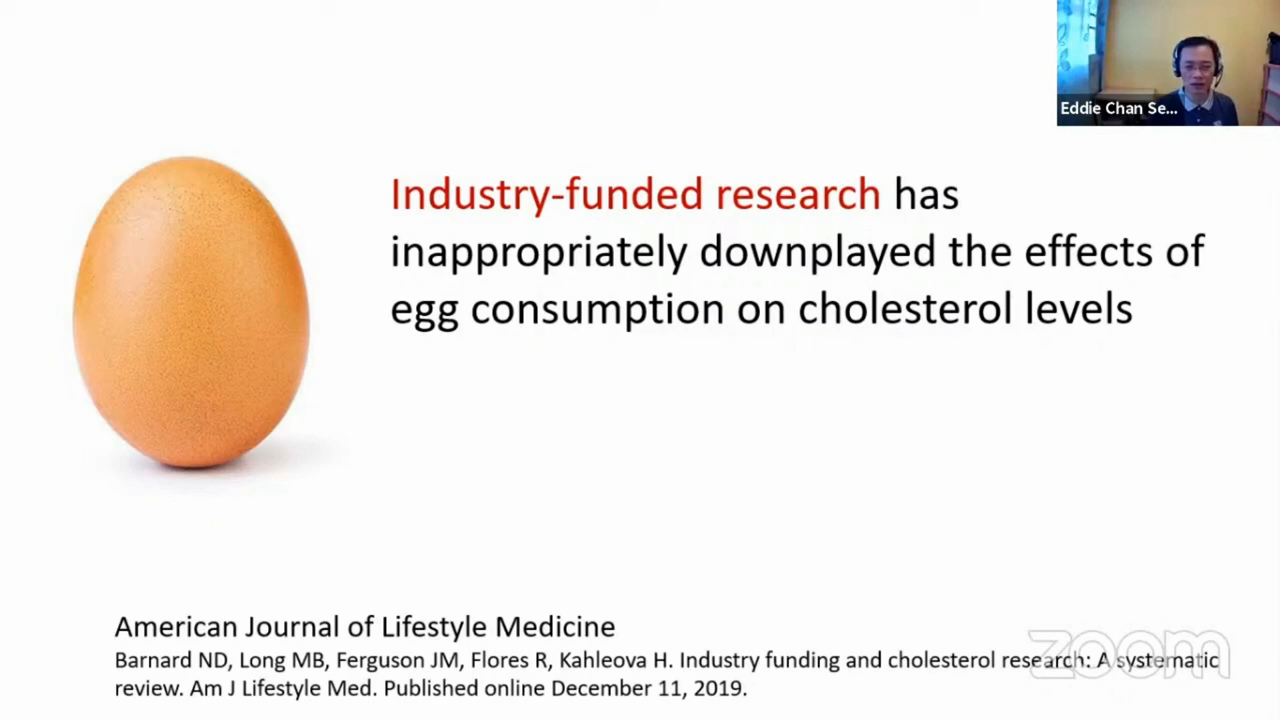 Eddie Chan Se...
Industry-funded research has
inappropriately downplayed the effects of
egg consumption on cholesterol levels
American Journal of Lifestyle Medicine
Barnard ND, Long MB, Ferguson JM, Flores R, Kahleova H. Industry funding and cholesterol research: A systematic
review. Am J Lifestyle Med. Published online December 11, 2019.
zoom